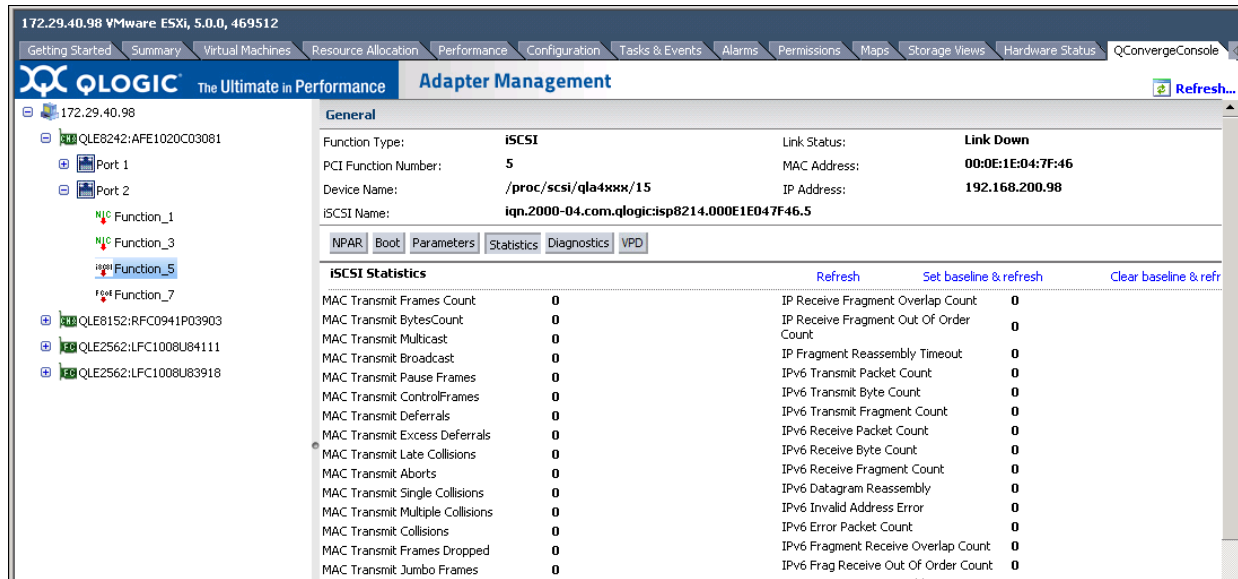 172.29.40.98 VMware ESXi, 5.0.0, 469512
Getting Started Summary Virtual Machines Resource Allocation Performance Configuration Tasks & Events Alarms Permissions Maps Storage Views Hardware Status QConvergeConsole
QLOGIC The Ultimate in Performance Adapter Management
Refresh...
172.29.40.98
QLE8242:AFE1020C03081
Port 1
Port 2
NIC Function_1
NIC Function_3
iSCSI Function_5
FCoE Function_7
QLE8152:RFC0941P03903
FC QLE2562:LFC1008U84111
FC QLE2562:LFC1008U83918
General
Function Type: iSCSI Link Status: Link Down
PCI Function Number: 5 MAC Address: 00:0E:1E:04:7F:46
Device Name: /proc/scsi/qla4xxx/15 IP Address: 192.168.200.98
iSCSI Name: iqn.2000-04.com.qlogic:isp8214.000E1E047F46.5
NPAR Boot Parameters Statistics Diagnostics VPD
iSCSI Statistics Refresh Set baseline & refresh Clear baseline & refr
MAC Transmit Frames Count 0
MAC Transmit BytesCount 0
MAC Transmit Multicast 0
MAC Transmit Broadcast 0
MAC Transmit Pause Frames 0
MAC Transmit ControlFrames 0
MAC Transmit Deferrals 0
MAC Transmit Excess Deferrals 0
MAC Transmit Late Collisions 0
MAC Transmit Aborts 0
MAC Transmit Single Collisions 0
MAC Transmit Multiple Collisions 0
MAC Transmit Collisions 0
MAC Transmit Frames Dropped 0
MAC Transmit Jumbo Frames 0
IP Receive Fragment Overlap Count 0
IP Receive Fragment Out Of Order
Count 0
IP Fragment Reassembly Timeout 0
IPv6 Transmit Packet Count 0
IPv6 Transmit Byte Count 0
IPv6 Transmit Fragment Count 0
IPv6 Receive Packet Count 0
IPv6 Receive Byte Count 0
IPv6 Receive Fragment Count 0
IPv6 Datagram Reassembly 0
IPv6 Invalid Address Error 0
IPv6 Error Packet Count 0
IPv6 Fragment Receive Overlap Count 0
IPv6 Frag Receive Out Of Order Count 0